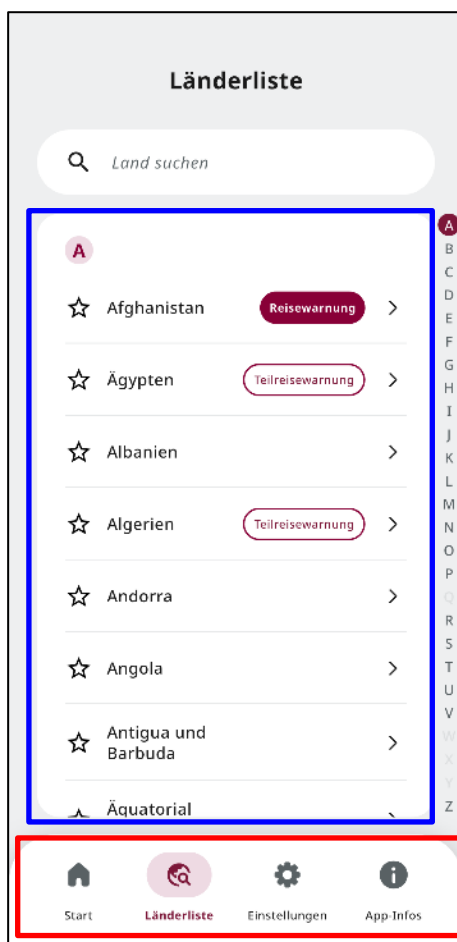 Länderliste
Land suchen
A
Afghanistan Reisewarnung
Ägypten Teilreisewarnung
Albanien
Algerien Teilreisewarnung
Andorra
Angola
Antigua und
Barbuda
Äquatorial
A
B
C
D
E
F
G
H
I
J
K
L
M
N
O
P
Q
R
S
T
U
V
W
X
Y
Z
Start Länderliste Einstellungen App-Infos